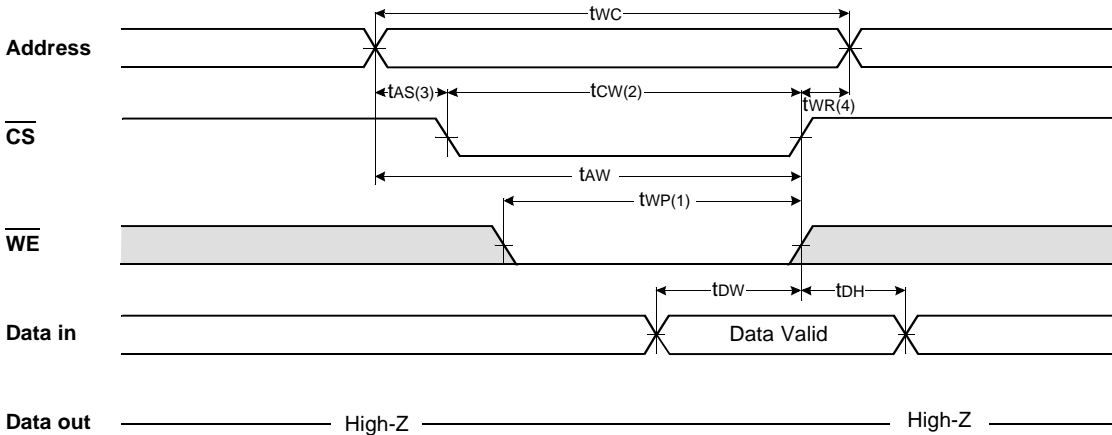 tWC
Address
tAS(3) tCW(2) tWR(4)
CS
tAW
tWP(1)
WE
tDW tDH
Data in Data Valid
Data out High-Z High-Z